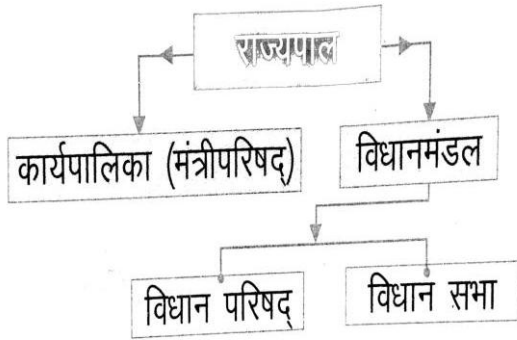 राज्यपाल
कार्यपालिका (मंत्रीपरिषद्)
विधानमंडल
विधान परिषद्
विधान सभा